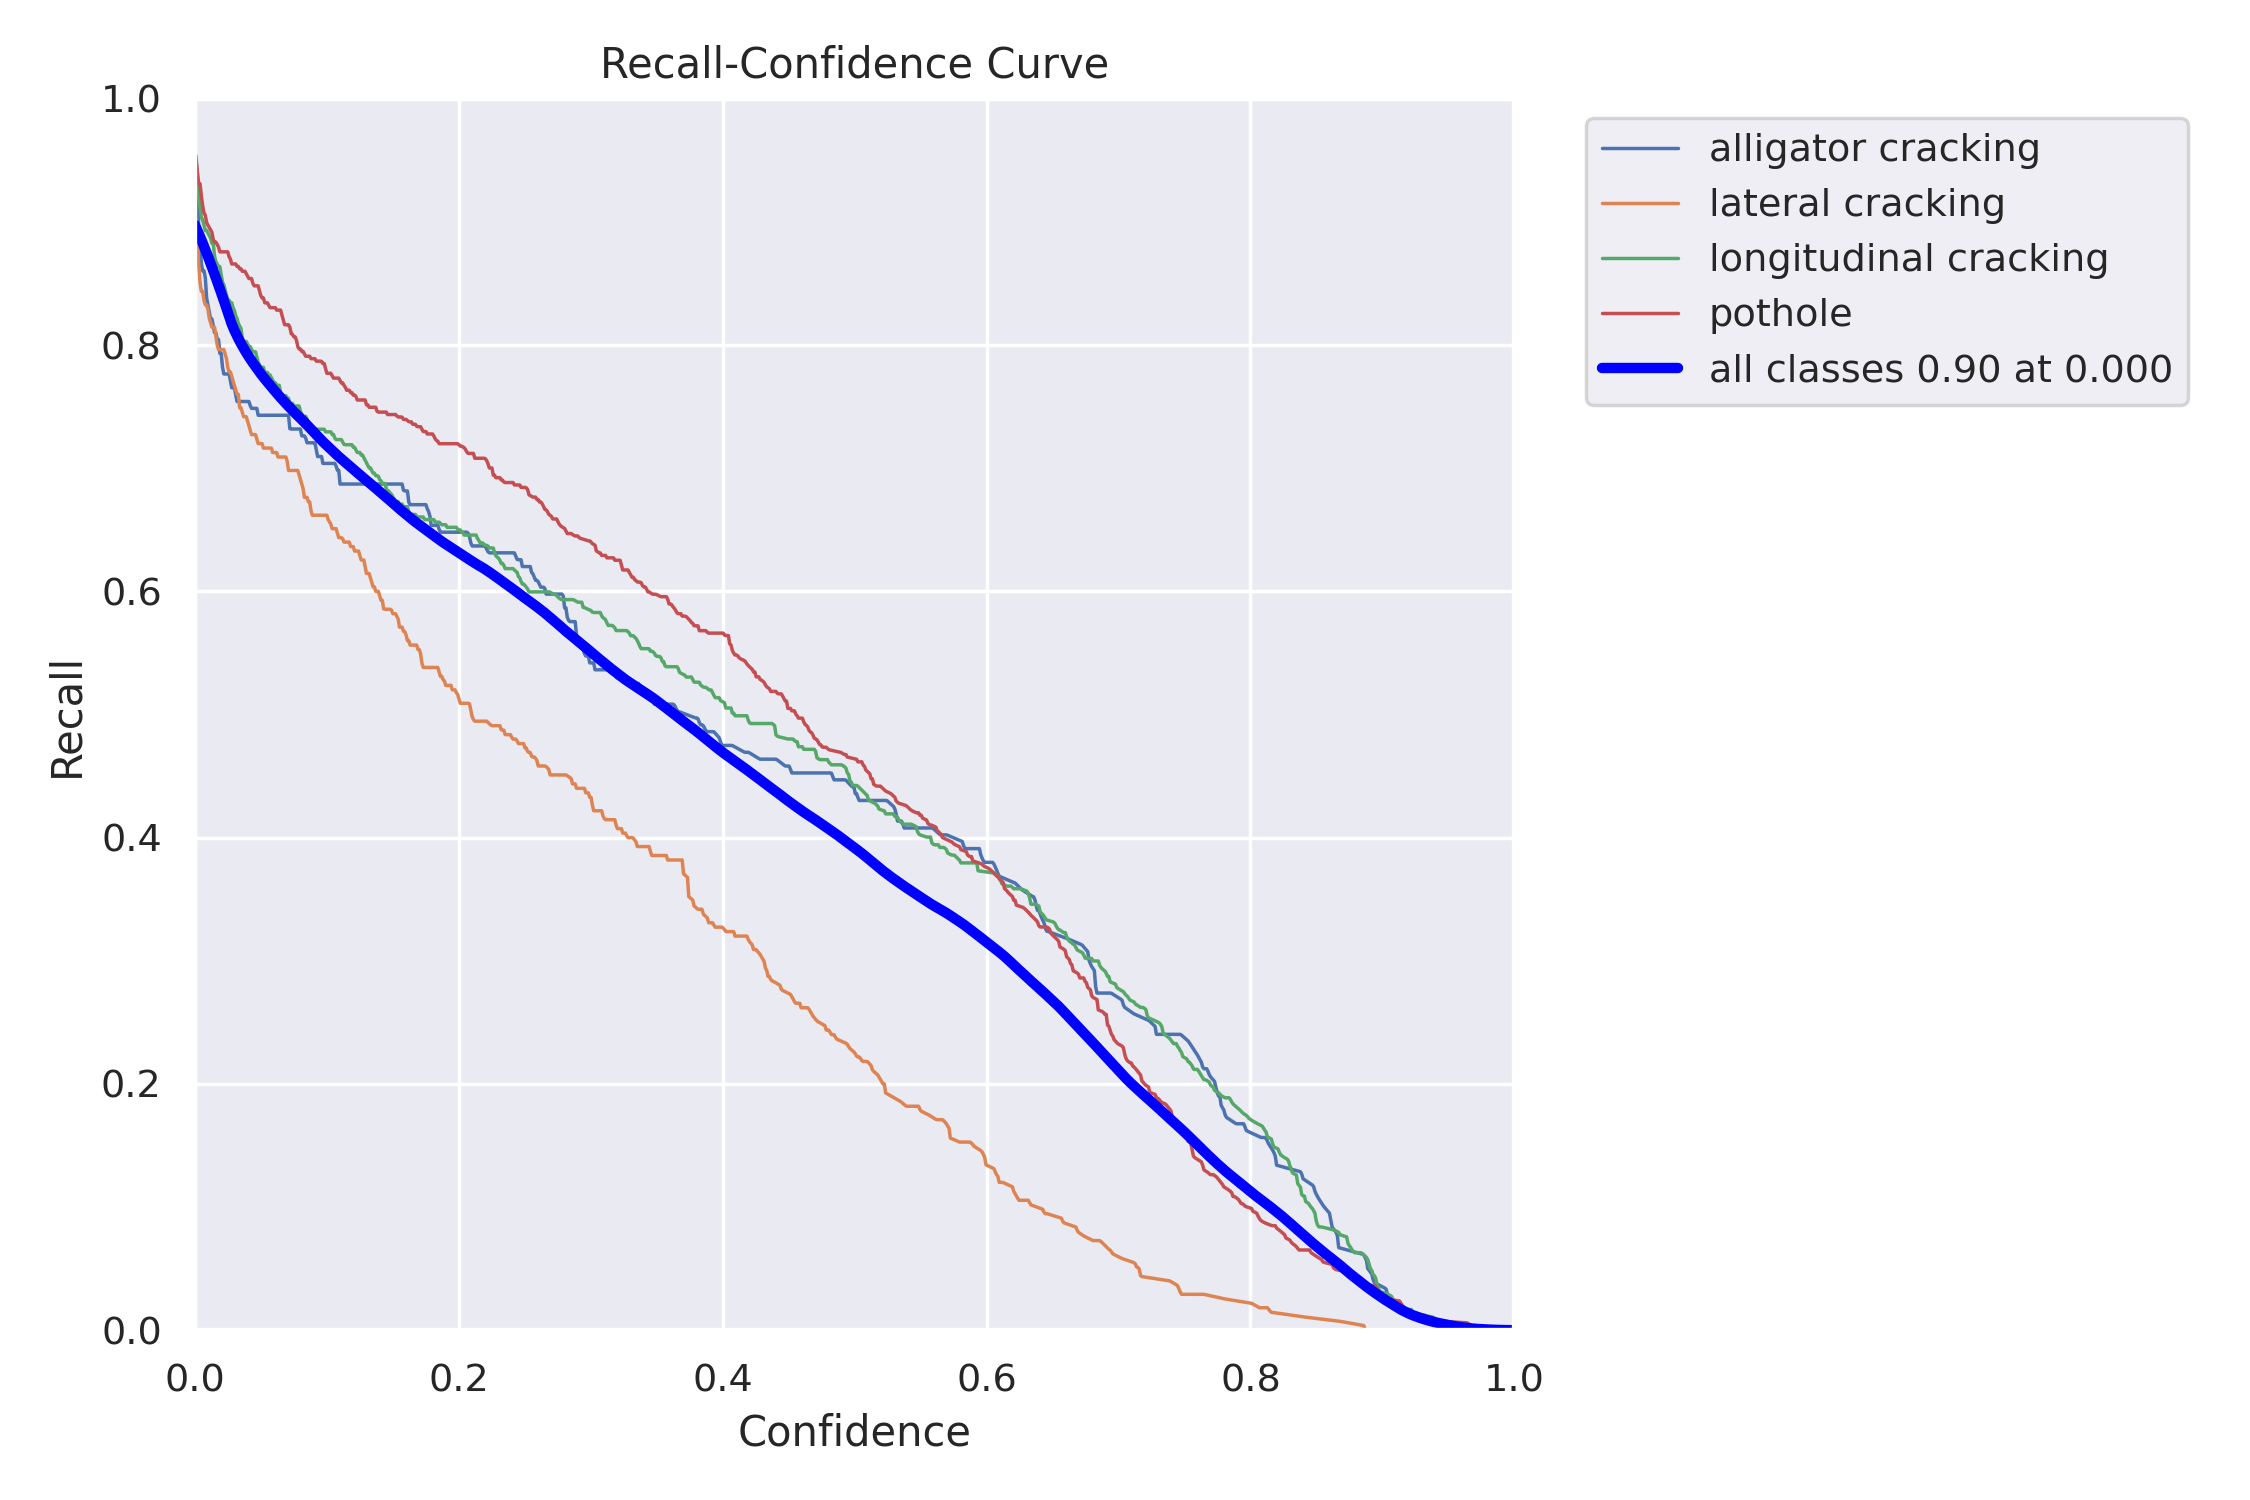 Recall-Confidence Curve
1.0
0.8
0.6
0.4
0.2
0.0
Recall
0.0 0.2 0.4 0.6 0.8 1.0
Confidence
alligator cracking
lateral cracking
longitudinal cracking
pothole
all classes 0.90 at 0.000